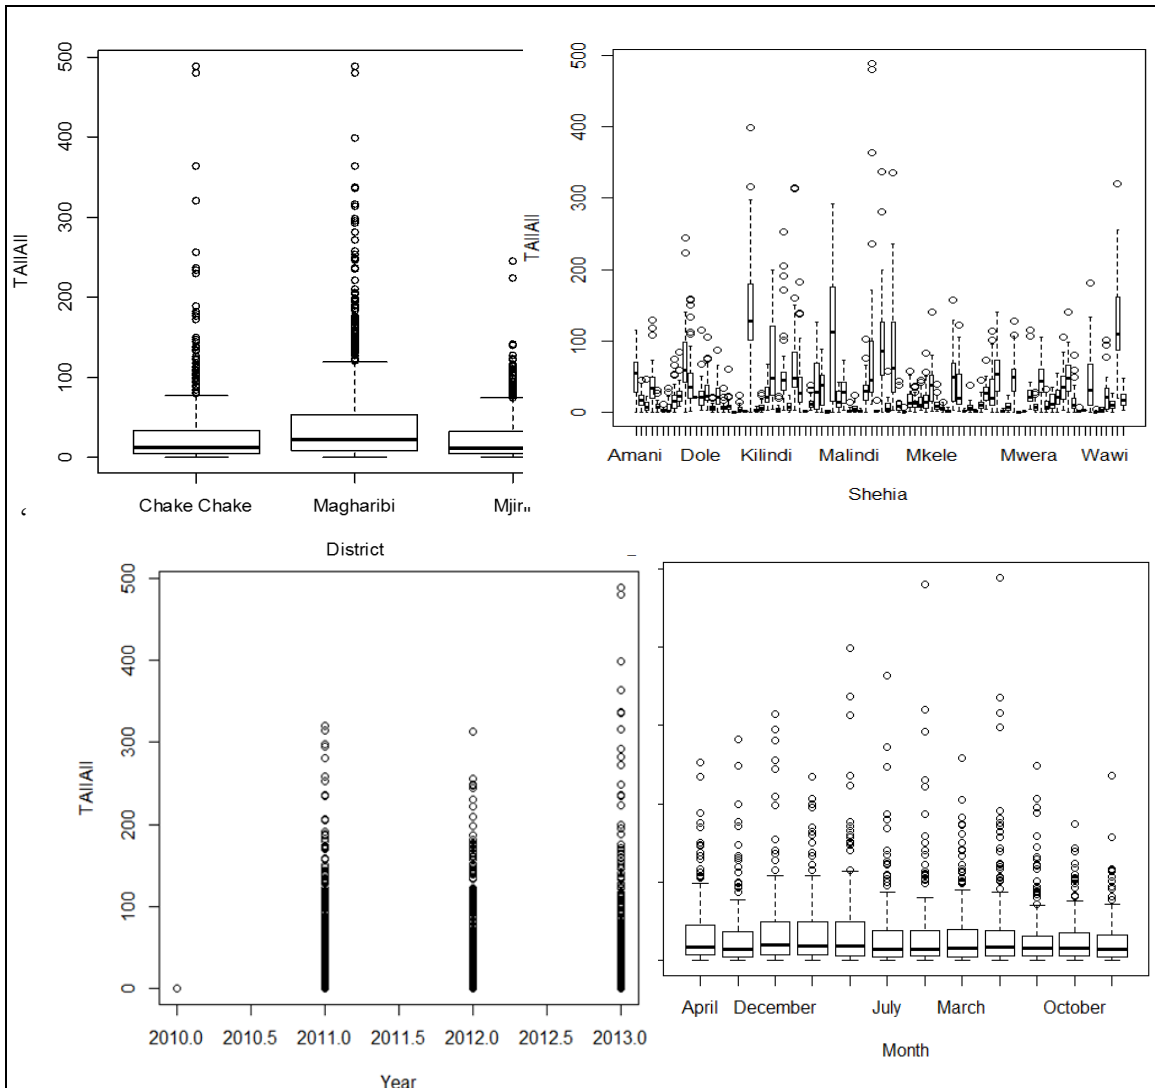 500
400
300
200
100
0
TAllAll
Chake Chake Magharibi
District
500
400
300
200
100
0
TAllAll
Amani Dole Kilindi Malindi Mkele Mwera Wawi
Shehia
500
400
300
200
100
0
TAllAll
2010.0 2010.5 2011.0 2011.5 2012.0 2012.5 2013.0
Year
April December July March October
Month